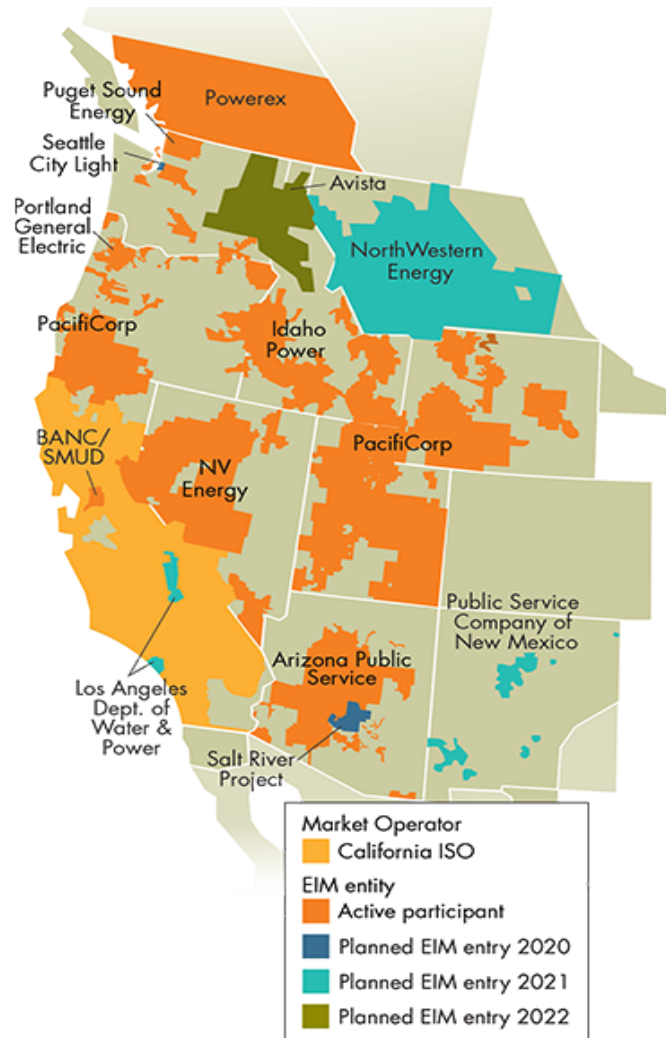 Powerex
Puget Sound
Energy
Seattle
City Light
Avista
Portland
General
Electric
NorthWestern
Energy
PacifiCorp
Idaho
Power
BANC/
SMUD
NV
Energy
PacifiCorp
Public Service
Company of
New Mexico
Arizona Public
Service
Los Angeles
Dept. of
Water &
Power
Salt River
Project
Market Operator
California ISO
EIM entity
Active participant
Planned EIM entry 2020
Planned EIM entry 2021
Planned EIM entry 2022